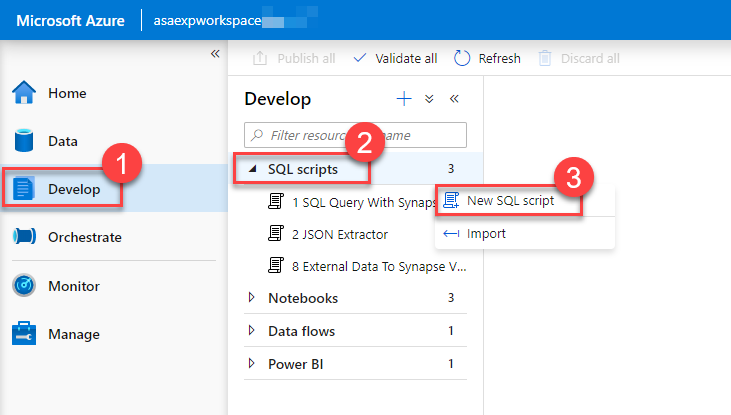 Microsoft Azure asaexpworkspace
Publish all Validate all Refresh Discard all
Home
Data
Develop
Orchestrate
Monitor
Manage
1
Develop
Filter resour name
2
SQL scripts 3
1 SQL Query With Synaps
2 JSON Extractor
8 External Data To Synapse V...
Notebooks 3
Data flows 1
Power BI 1
3
New SQL script
Import